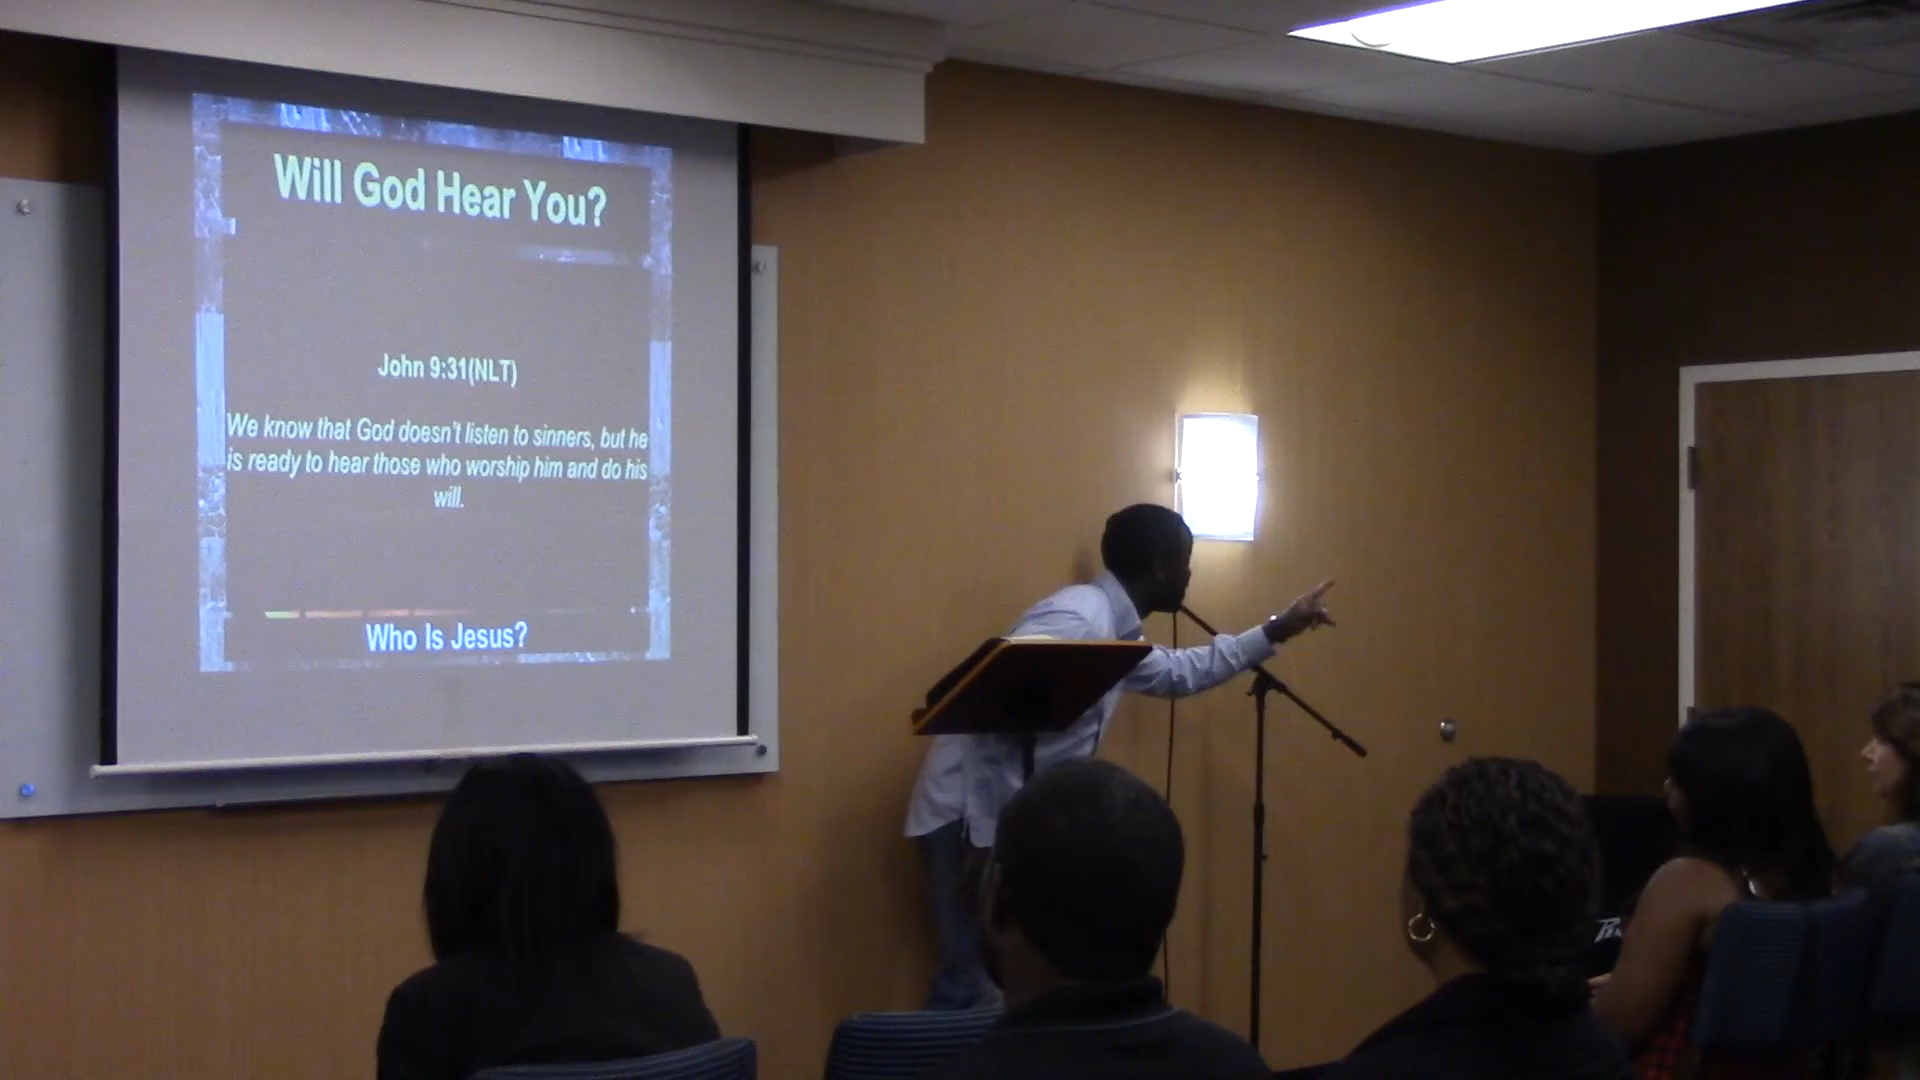 Will God Hear You?
John 9:31(NLT)
We know that God doesn't listen to sinners, but he
is ready to hear those who worship him and do his
will.
Who Is Jesus?